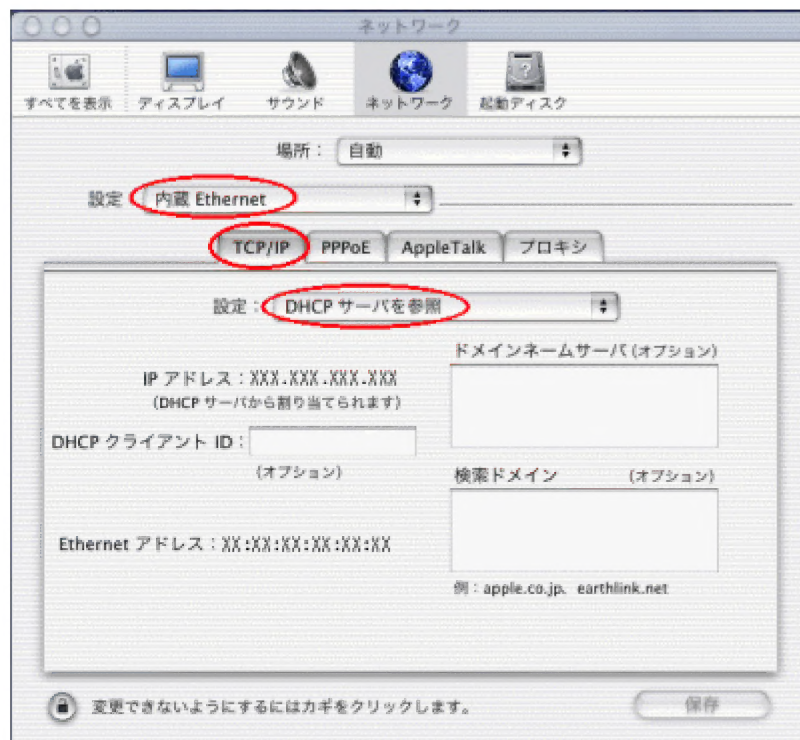 ネットワーク
すべてを表示 ディスプレイ サウンド ネットワーク 起動ディスク
場所： 自動
設定 内蔵 Ethernet
TCP/IP PPPoE AppleTalk プロキシ
設定： DHCP サーバを参照
ドメインネームサーバ (オプション)
IP アドレス：XXX.XXX.XXX.XXX
(DHCP サーバから割り当てられます)
DHCP クライアント ID：
(オプション)
検索ドメイン (オプション)
Ethernet アドレス：XX:XX:XX:XX:XX:XX
例：apple.co.jp、earthlink.net
変更できないようにするにはカギをクリックします。
保存